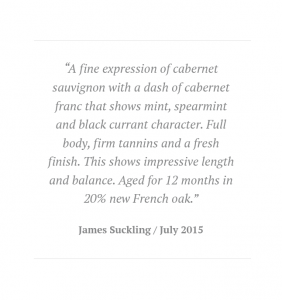 “A fine expression of cabernet
sauvignon with a dash of cabernet
franc that shows mint, spearmint
and black currant character. Full
body, firm tannins and a fresh
finish. This shows impressive length
and balance. Aged for 12 months in
20% new French oak.”
James Suckling / July 2015